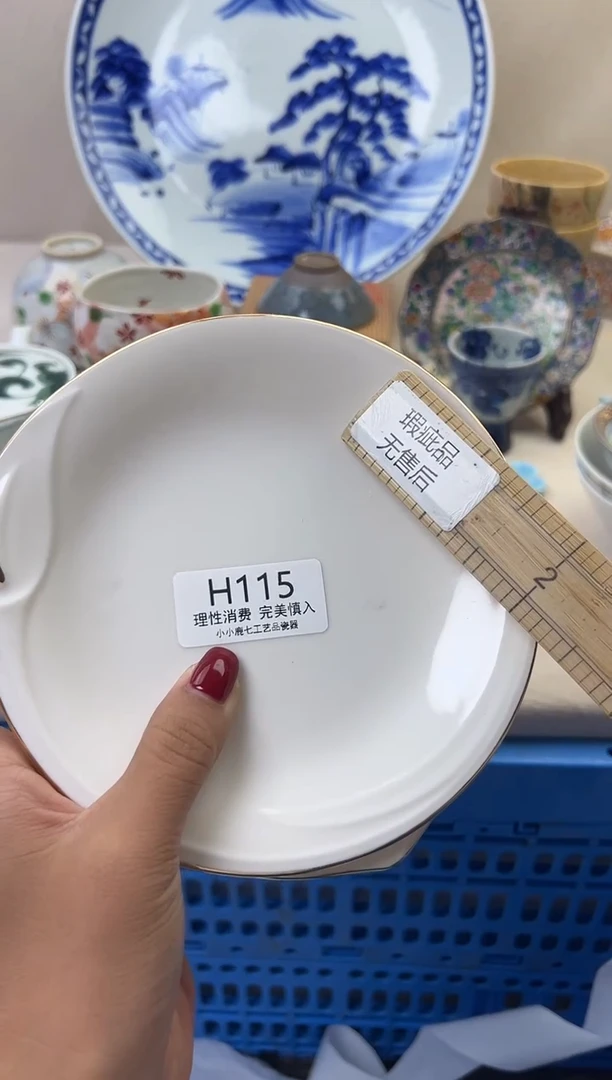 瑕疵品
无售后
2
H115
理性消费 完美慎入
小小鹿七工艺品瓷器